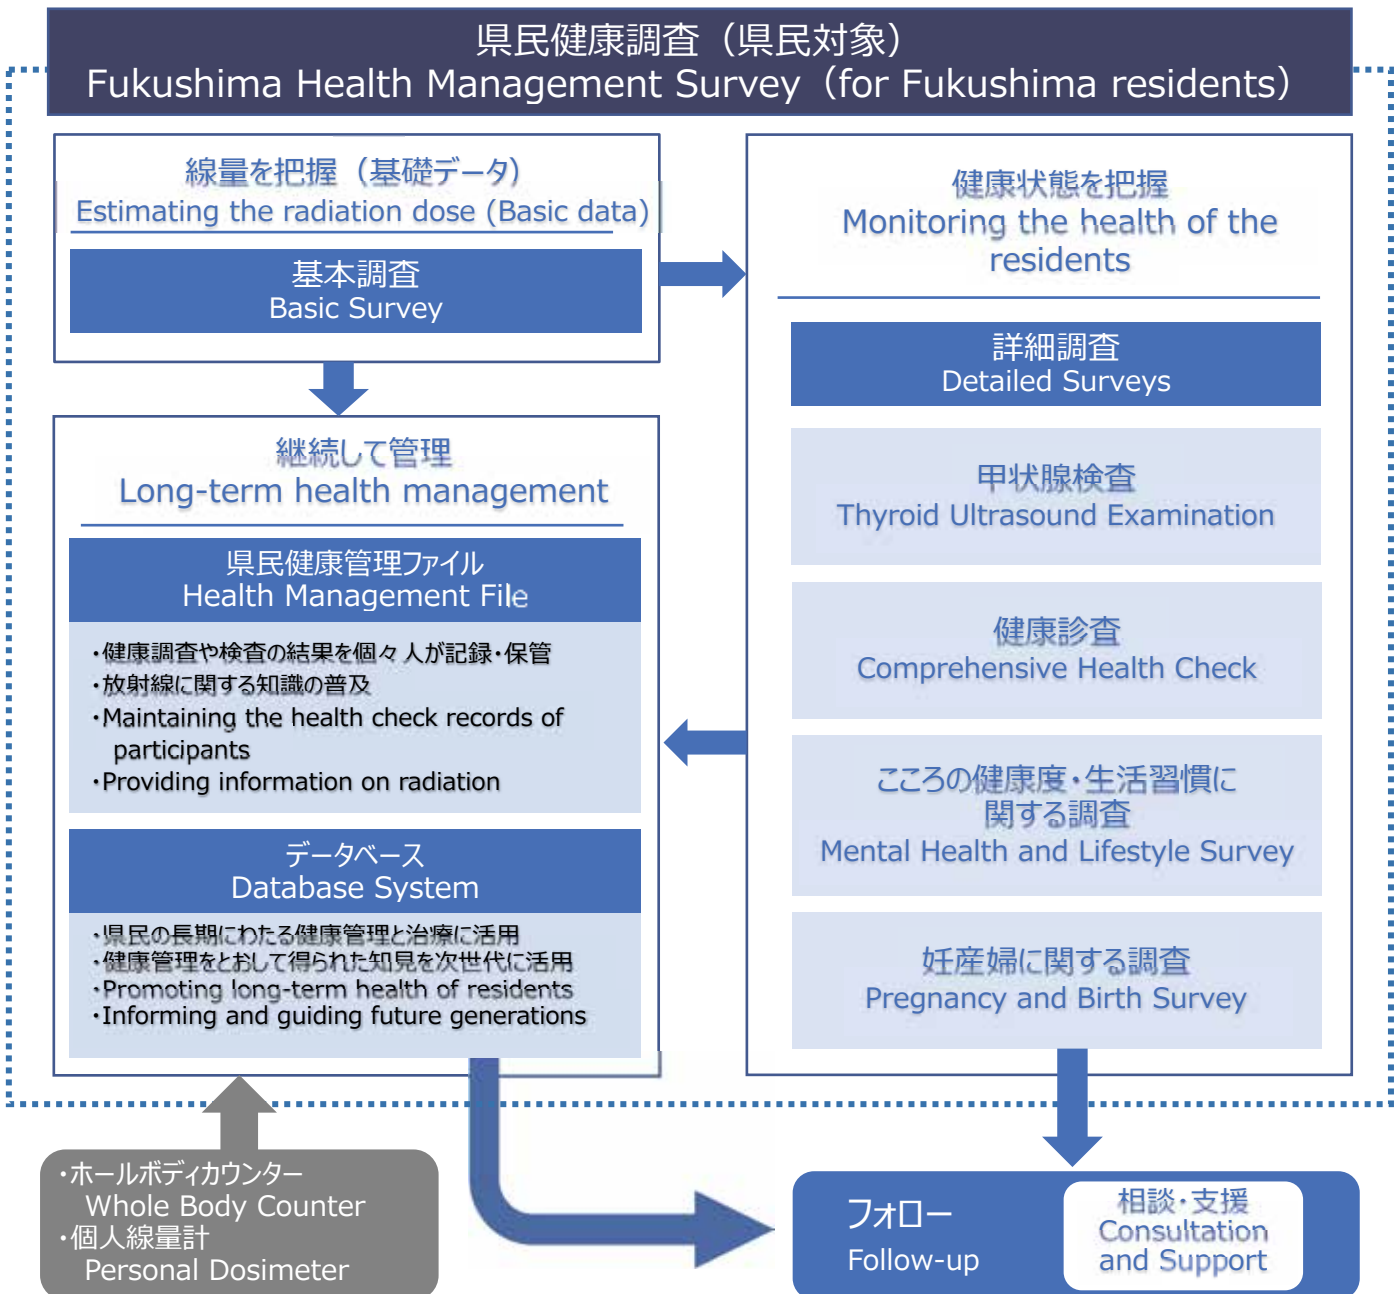 県民健康調査（県民対象）
Fukushima Health Management Survey（for Fukushima residents）
線量を把握（基礎データ）
Estimating the radiation dose (Basic data)
基本調査
Basic Survey
継続して管理
Long-term health management
県民健康管理ファイル
Health Management File
・健康調査や検査の結果を個々人が記録・保管
・放射線に関する知識の普及
・Maintaining the health check records of
participants
・Providing information on radiation
データベース
Database System
・県民の長期にわたる健康管理と治療に活用
・健康管理をとおして得られた知見を次世代に活用
・Promoting long-term health of residents
・Informing and guiding future generations
健康状態を把握
Monitoring the health of the
residents
詳細調査
Detailed Surveys
甲状腺検査
Thyroid Ultrasound Examination
健康診査
Comprehensive Health Check
こころの健康度・生活習慣に
関する調査
Mental Health and Lifestyle Survey
妊産婦に関する調査
Pregnancy and Birth Survey
・ホールボディカウンター
Whole Body Counter
・個人線量計
Personal Dosimeter
フォロー
Follow-up
相談・支援
Consultation
and Support